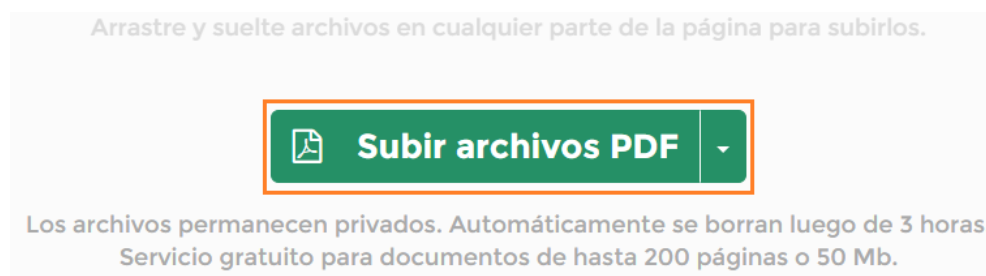 Arrastre y suelte archivos en cualquier parte de la página para subirlos.
Subir archivos PDF
Los archivos permanecen privados. Automáticamente se borran luego de 3 horas
Servicio gratuito para documentos de hasta 200 páginas o 50 Mb.